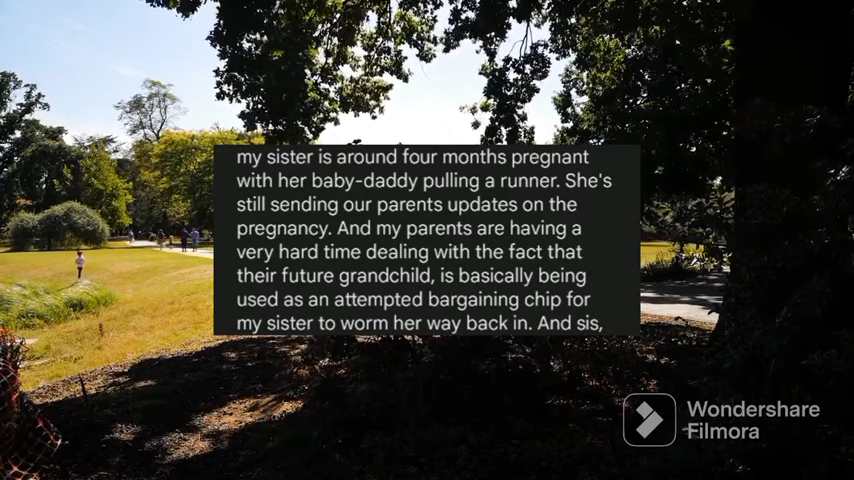 my sister is around four months pregnant
with her baby-daddy pulling a runner. She's
still sending our parents updates on the
pregnancy. And my parents are having a
very hard time dealing with the fact that
their future grandchild, is basically being
used as an attempted bargaining chip for
my sister to worm her way back in. And sis,
Wondershare
Filmora